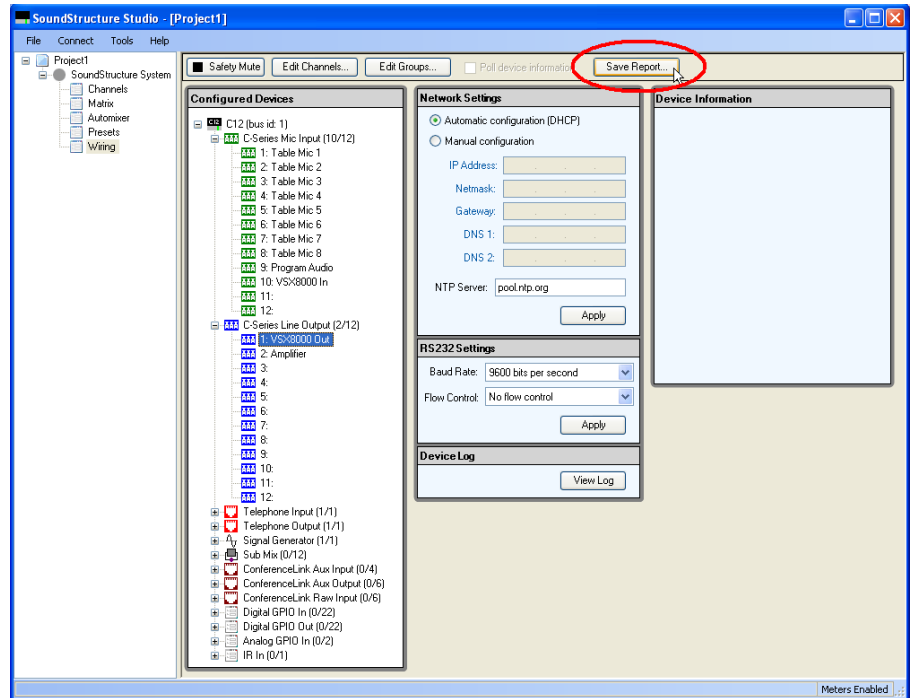 SoundStructure Studio - [Project1]
File Connect Tools Help
Project1
SoundStructure System
Channels
Matrix
Automixer
Presets
Wiring
Safety Mute Edit Channels... Edit Groups... Poll device information Save Report...
Configured Devices
C12 C12 (bus id: 1)
C-Series Mic Input (10/12)
1: Table Mic 1
2: Table Mic 2
3: Table Mic 3
4: Table Mic 4
5: Table Mic 5
6: Table Mic 6
7: Table Mic 7
8: Table Mic 8
9: Program Audio
10: VSX8000 In
11:
12:
C-Series Line Output (2/12)
1: VSX8000 Out
2: Amplifier
3:
4:
5:
6:
7:
8:
9:
10:
11:
12:
Telephone Input (1/1)
Telephone Output (1/1)
Signal Generator (1/1)
Sub Mix (0/12)
ConferenceLink Aux Input (0/4)
ConferenceLink Aux Output (0/6)
ConferenceLink Raw Input (0/6)
Digital GPIO In (0/22)
Digital GPIO Out (0/22)
Analog GPIO In (0/2)
IR In (0/1)
Network Settings
Automatic configuration (DHCP)
Manual configuration
IP Address:
Netmask:
Gateway:
DNS 1:
DNS 2:
NTP Server: pool.ntp.org
Apply
RS232 Settings
Baud Rate: 9600 bits per second
Flow Control: No flow control
Apply
Device Log
View Log
Device Information
Meters Enabled